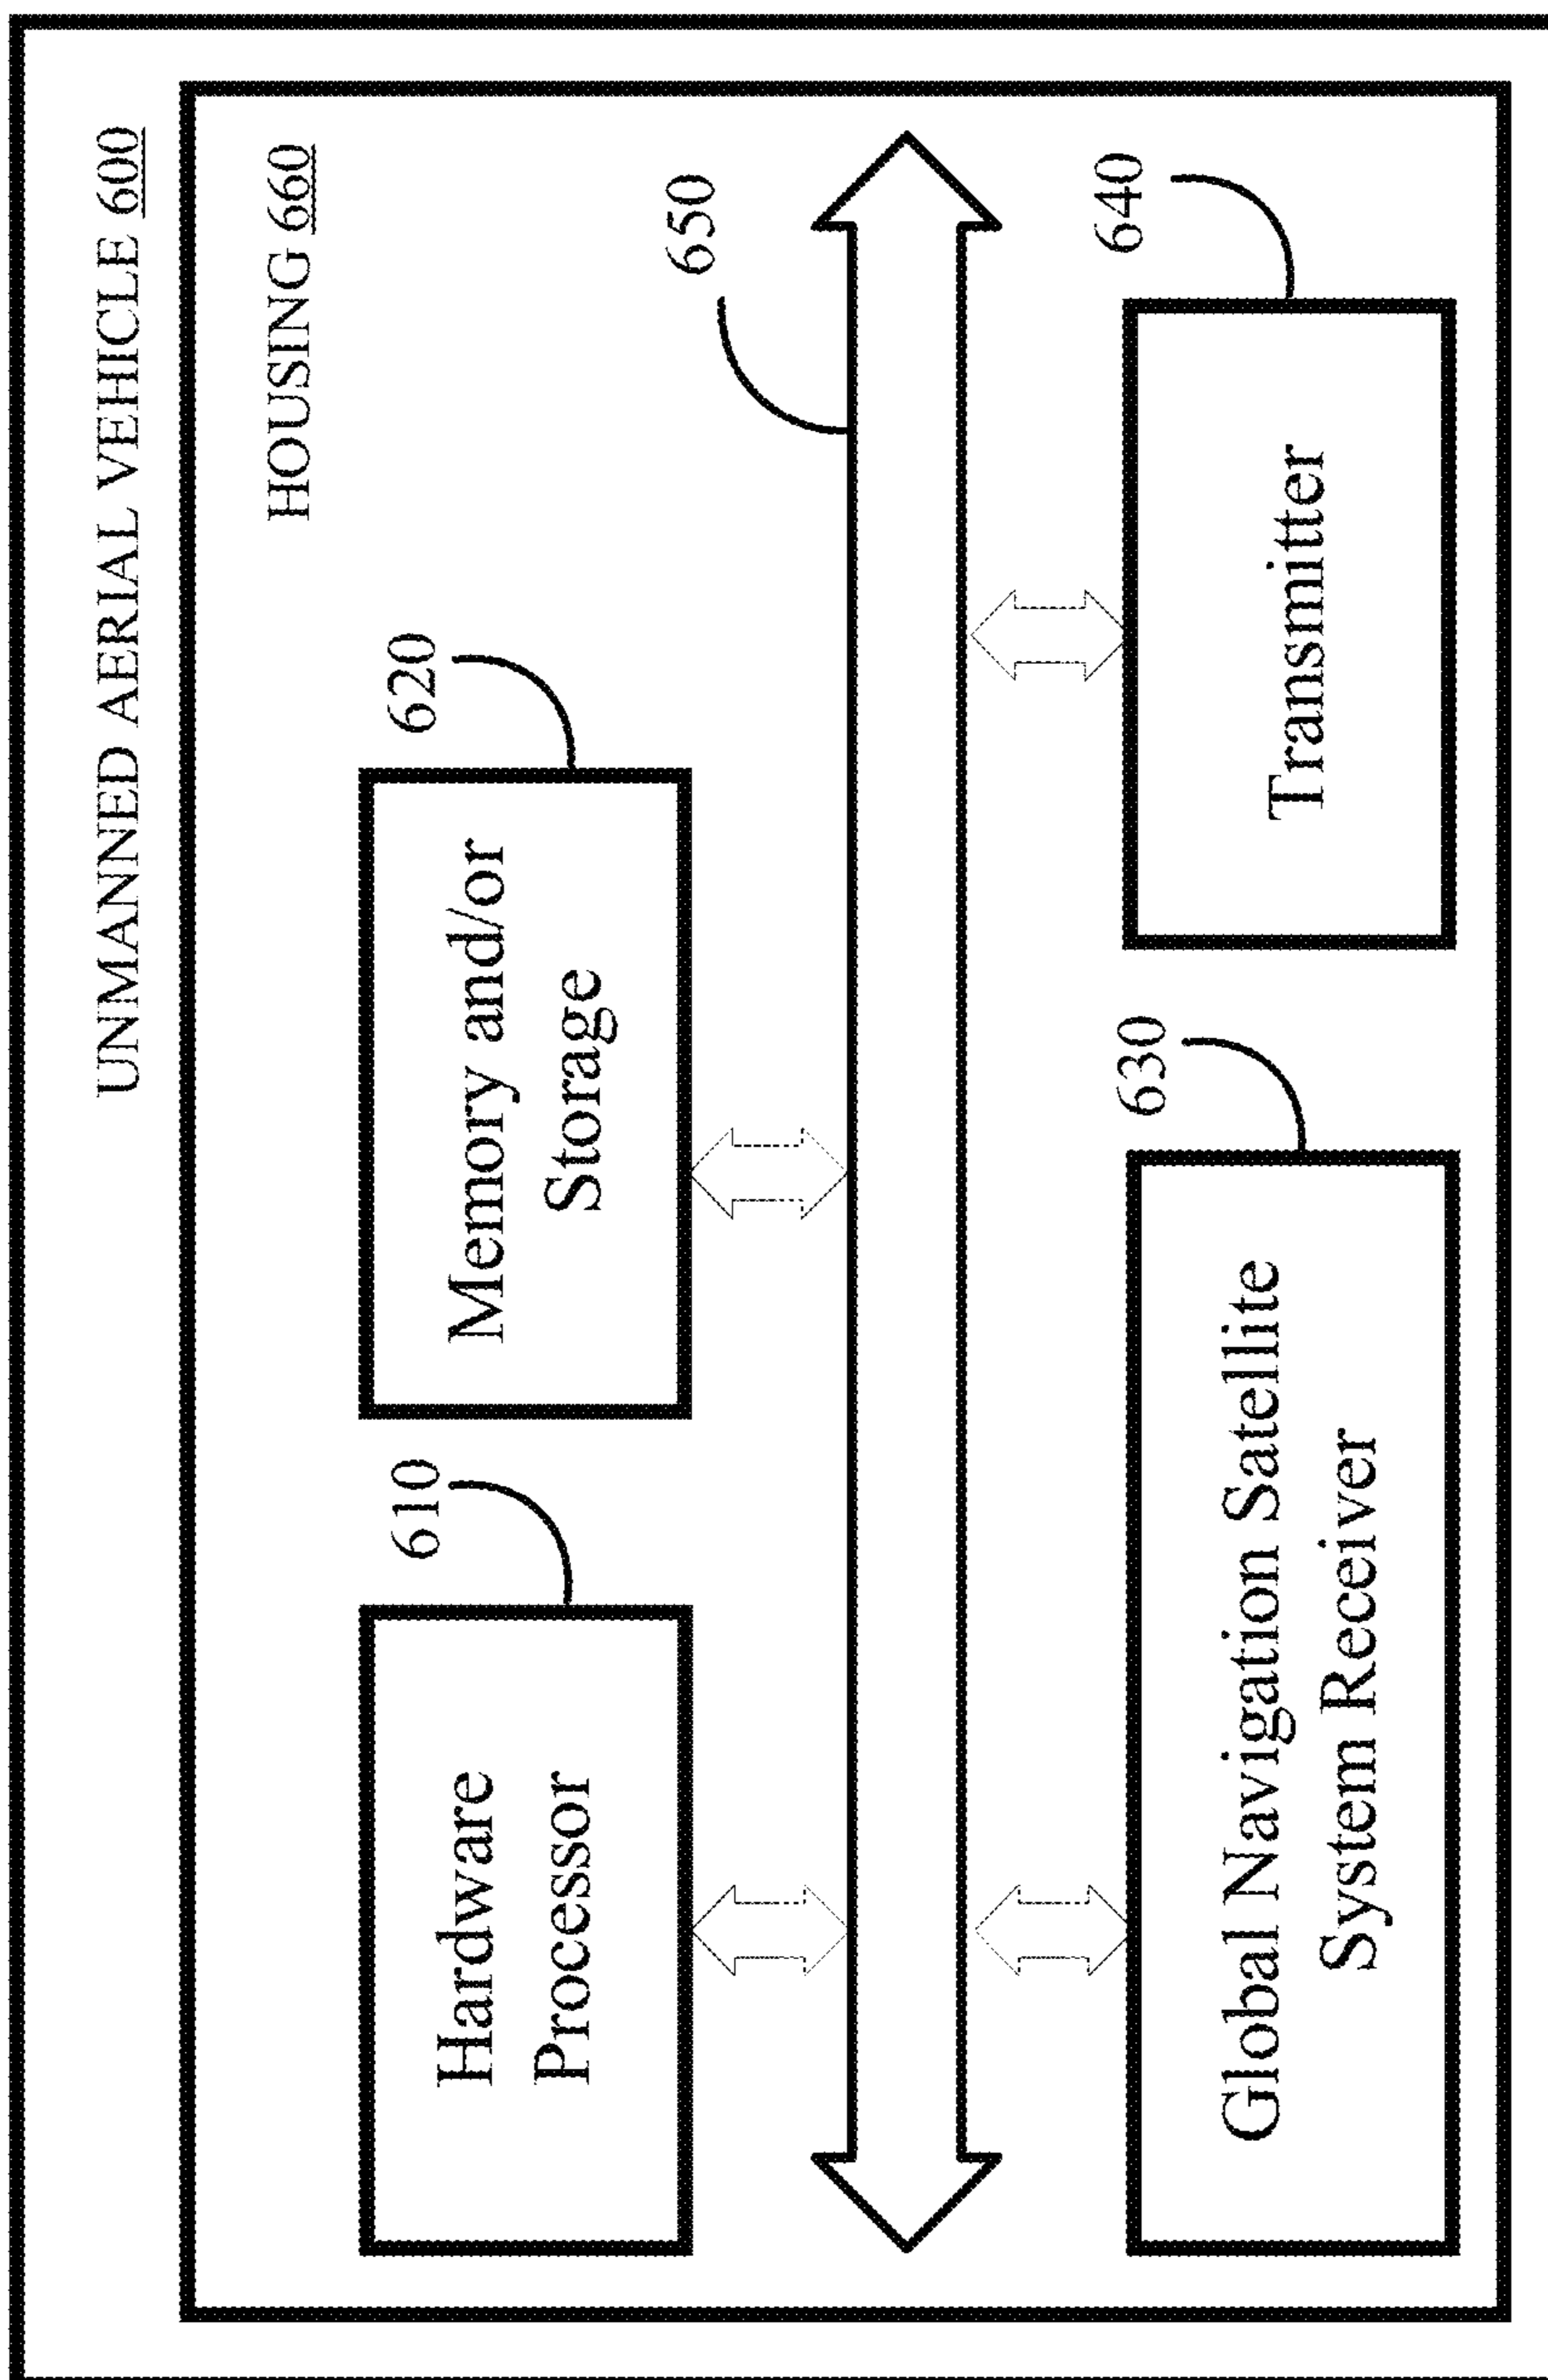 UNMANNED AERIAL VEHICLE 600
HOUSING 660
610
620
Hardware
Processor
Memory and/or
Storage
650
630
640
Global Navigation Satellite
System Receiver
Transmitter